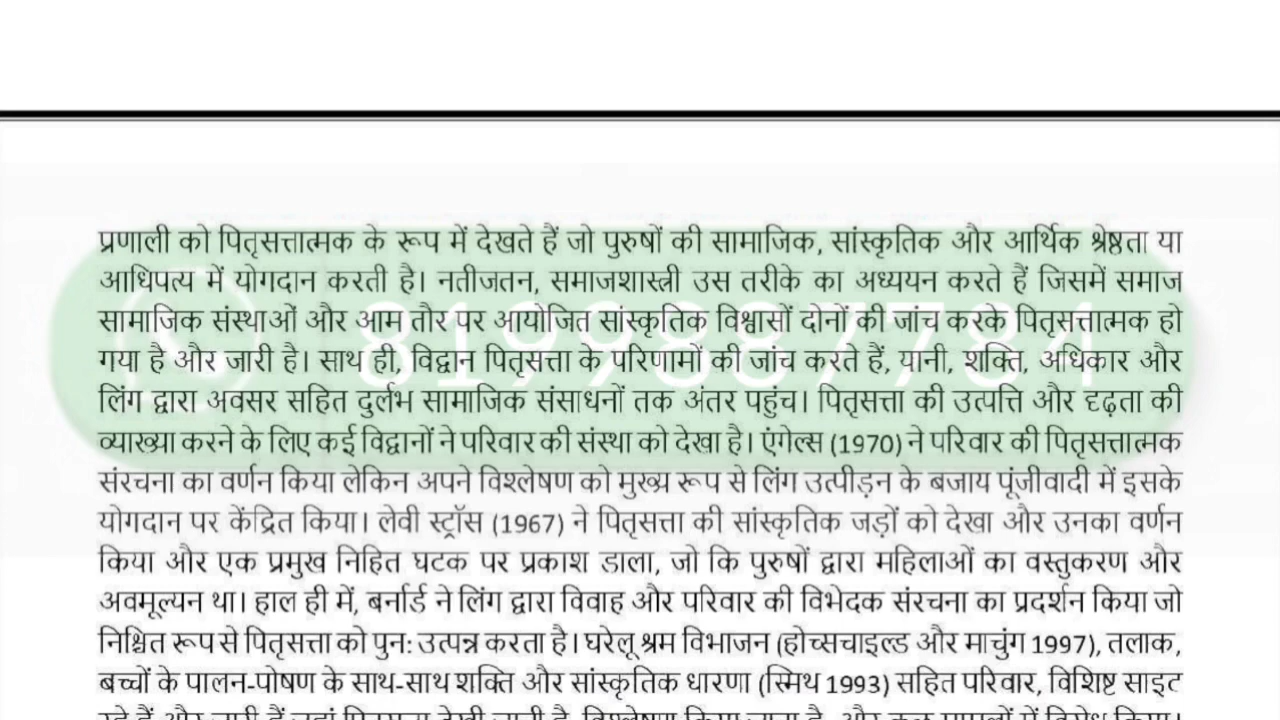 प्रणाली को पितृसत्तात्मक के रूप में देखते हैं जो पुरुषों की सामाजिक, सांस्कृतिक और आर्थिक श्रेष्ठता या
आधिपत्य में योगदान करती है। नतीजतन, समाजशास्त्री उस तरीके का अध्ययन करते हैं जिसमें समाज
सामाजिक संस्थाओं और आम तौर पर आयोजित सांस्कृतिक विश्वासों दोनों की जांच करके पितृसत्तात्मक हो
गया है और जारी है। साथ ही, विद्वान पितृसत्ता के परिणामों की जांच करते हैं, यानी, शक्ति, अधिकार और
8199887784
लिंग द्वारा अवसर सहित दुर्लभ सामाजिक संसाधनों तक अंतर पहुंच। पितृसत्ता की उत्पत्ति और दृढ़ता की
व्याख्या करने के लिए कई विद्वानों ने परिवार की संस्था को देखा है। एंगेल्स (1970) ने परिवार की पितृसत्तात्मक
संरचना का वर्णन किया लेकिन अपने विश्लेषण को मुख्य रूप से लिंग उत्पीड़न के बजाय पूंजीवादी में इसके
योगदान पर केंद्रित किया। लेवी स्ट्रॉस (1967) ने पितृसत्ता की सांस्कृतिक जड़ों को देखा और उनका वर्णन
किया और एक प्रमुख निहित घटक पर प्रकाश डाला, जो कि पुरुषों द्वारा महिलाओं का वस्तुकरण और
अवमूल्यन था। हाल ही में, बर्नार्ड ने लिंग द्वारा विवाह और परिवार की विभेदक संरचना का प्रदर्शन किया जो
निश्चित रूप से पितृसत्ता को पुन: उत्पन्न करता है। घरेलू श्रम विभाजन (होच्सचाइल्ड और माचुंग 1997), तलाक,
बच्चों के पालन-पोषण के साथ-साथ शक्ति और सांस्कृतिक धारणा (स्मिथ 1993) सहित परिवार, विशिष्ट साइट